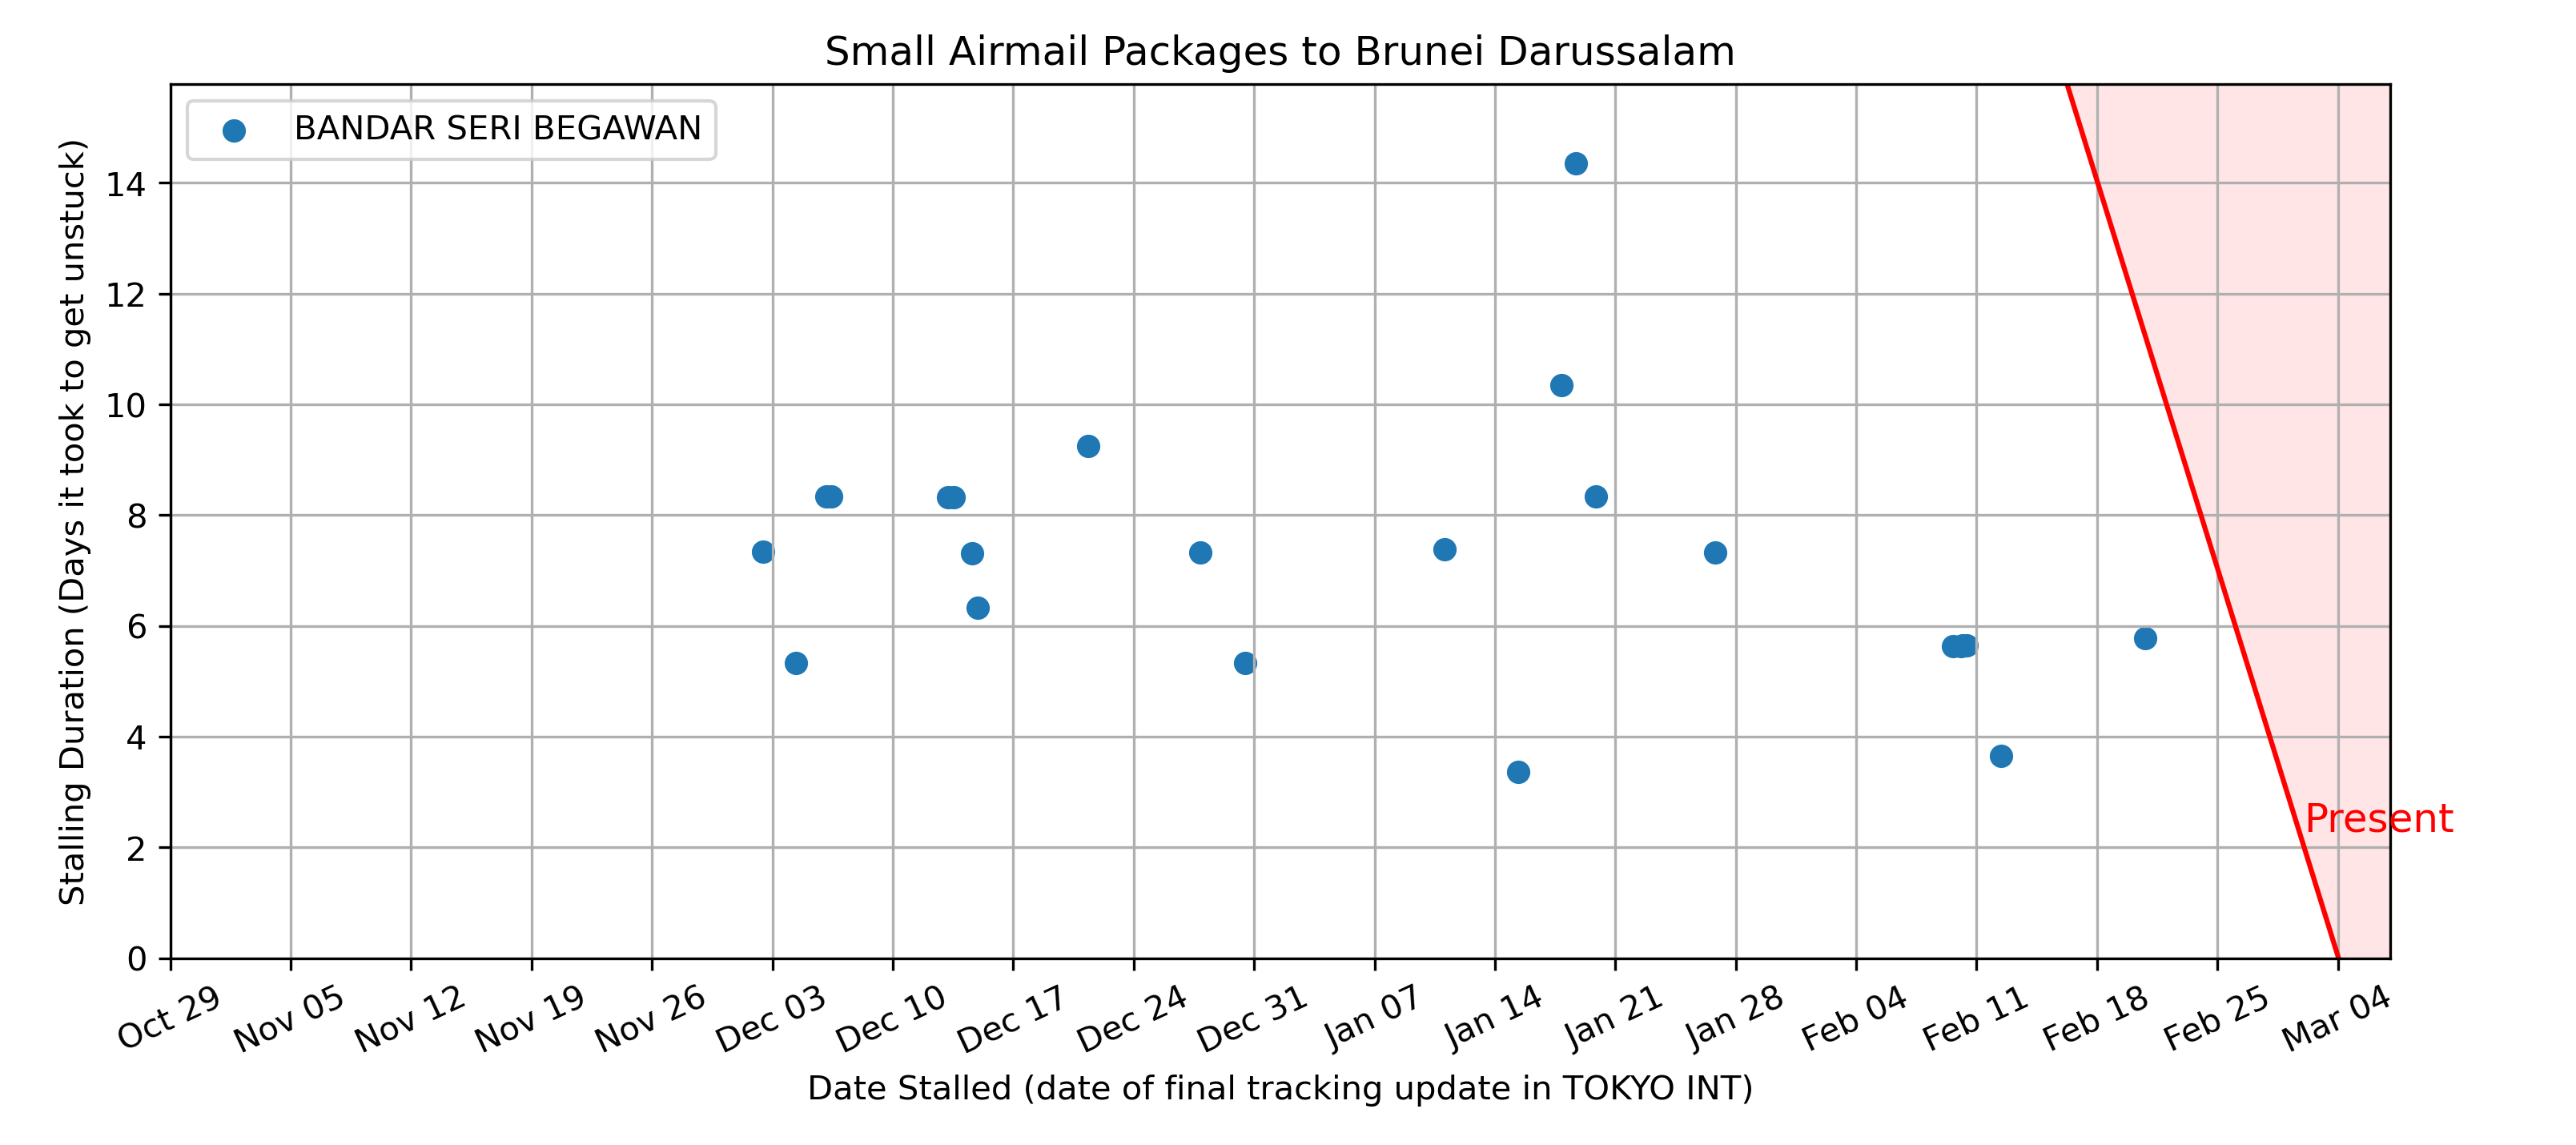 Small Airmail Packages to Brunei Darussalam
BANDAR SERI BEGAWAN
Stalling Duration (Days it took to get unstuck)
14
12
10
8
6
4
2
0
Present
Oct 29
Nov 05
Nov 12
Nov 19
Nov 26
Dec 03
Dec 10
Dec 17
Dec 24
Dec 31
Jan 07
Jan 14
Jan 21
Jan 28
Feb 04
Feb 11
Feb 18
Feb 25
Mar 04
Date Stalled (date of final tracking update in TOKYO INT)